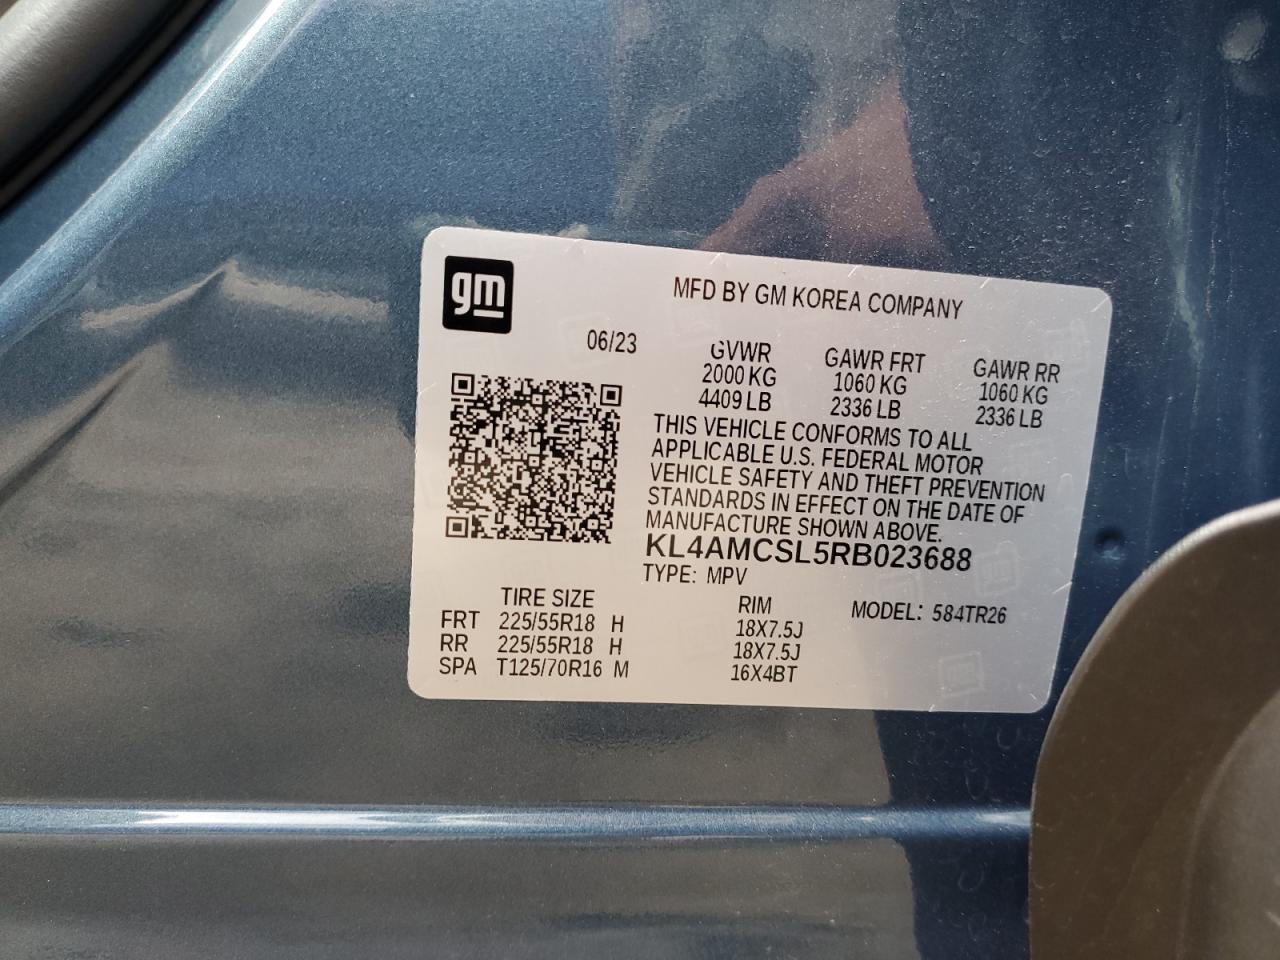 gm
MFD BY GM KOREA COMPANY
06/23
GVWR GAWR FRT GAWR RR
2000 KG 1060 KG 1060 KG
4409 LB 2336 LB 2336 LB
THIS VEHICLE CONFORMS TO ALL
APPLICABLE U.S. FEDERAL MOTOR
VEHICLE SAFETY AND THEFT PREVENTION
STANDARDS IN EFFECT ON THE DATE OF
MANUFACTURE SHOWN ABOVE.
KL4AMCSL5RB023688
TYPE: MPV
TIRE SIZE RIM MODEL: 584TR26
FRT 225/55R18 H 18X7.5J
RR 225/55R18 H 18X7.5J
SPA T125/70R16 M 16X4BT